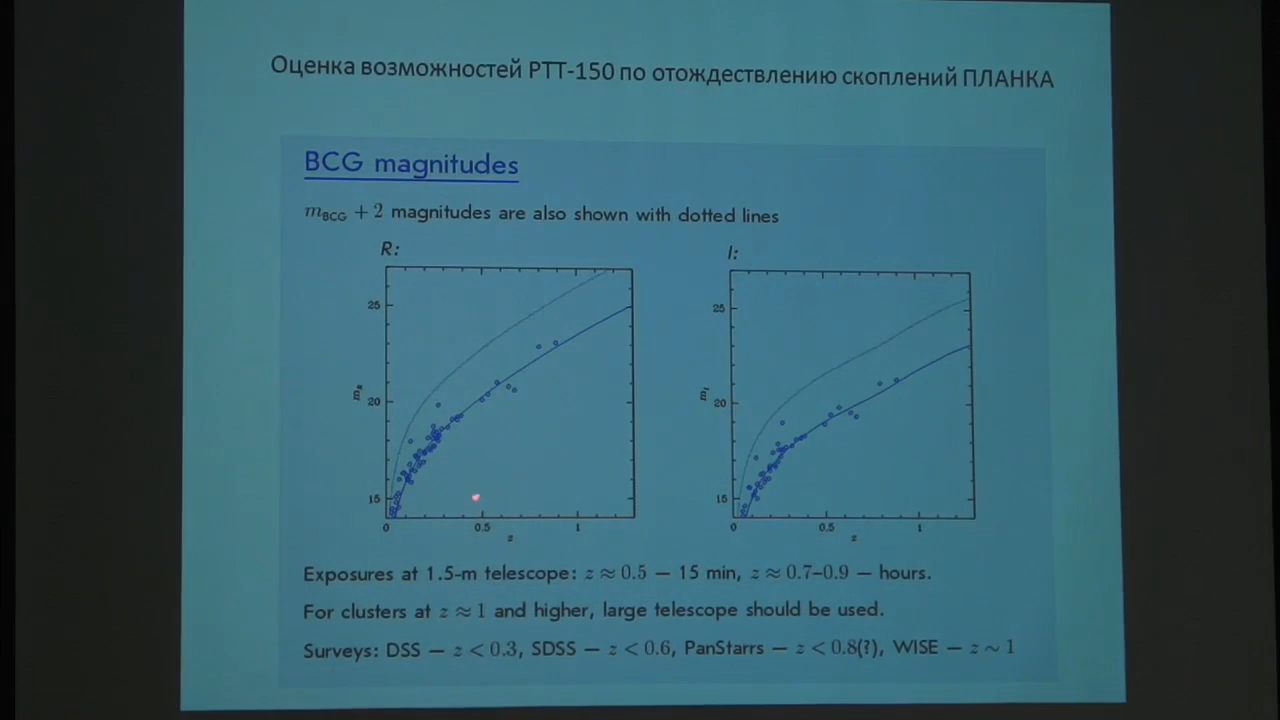 Оценка возможностей РТТ-150 по отождествлению скоплений ПЛАНКА
BCG magnitudes
m_BCG + 2 magnitudes are also shown with dotted lines
R:
I:
25
20
15
m_R
0
0.5
1
z
25
20
15
m_I
0
0.5
1
z
Exposures at 1.5-m telescope: z ≈ 0.5 — 15 min, z ≈ 0.7–0.9 — hours.
For clusters at z ≈ 1 and higher, large telescope should be used.
Surveys: DSS — z < 0.3, SDSS — z < 0.6, PanStarrs — z < 0.8(?), WISE — z ~ 1